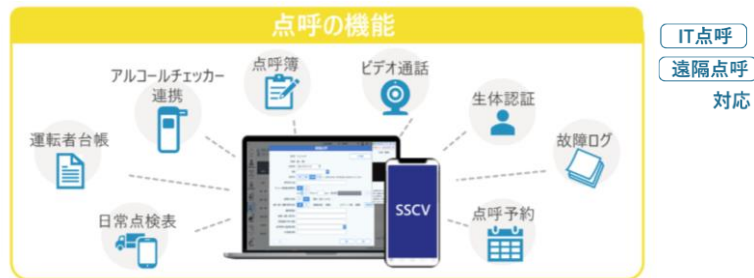 点呼の機能
IT点呼
遠隔点呼
対応
点呼簿
ビデオ通話
アルコールチェッカー
連携
生体認証
運転者台帳
故障ログ
日常点検表
SSCV
点呼予約